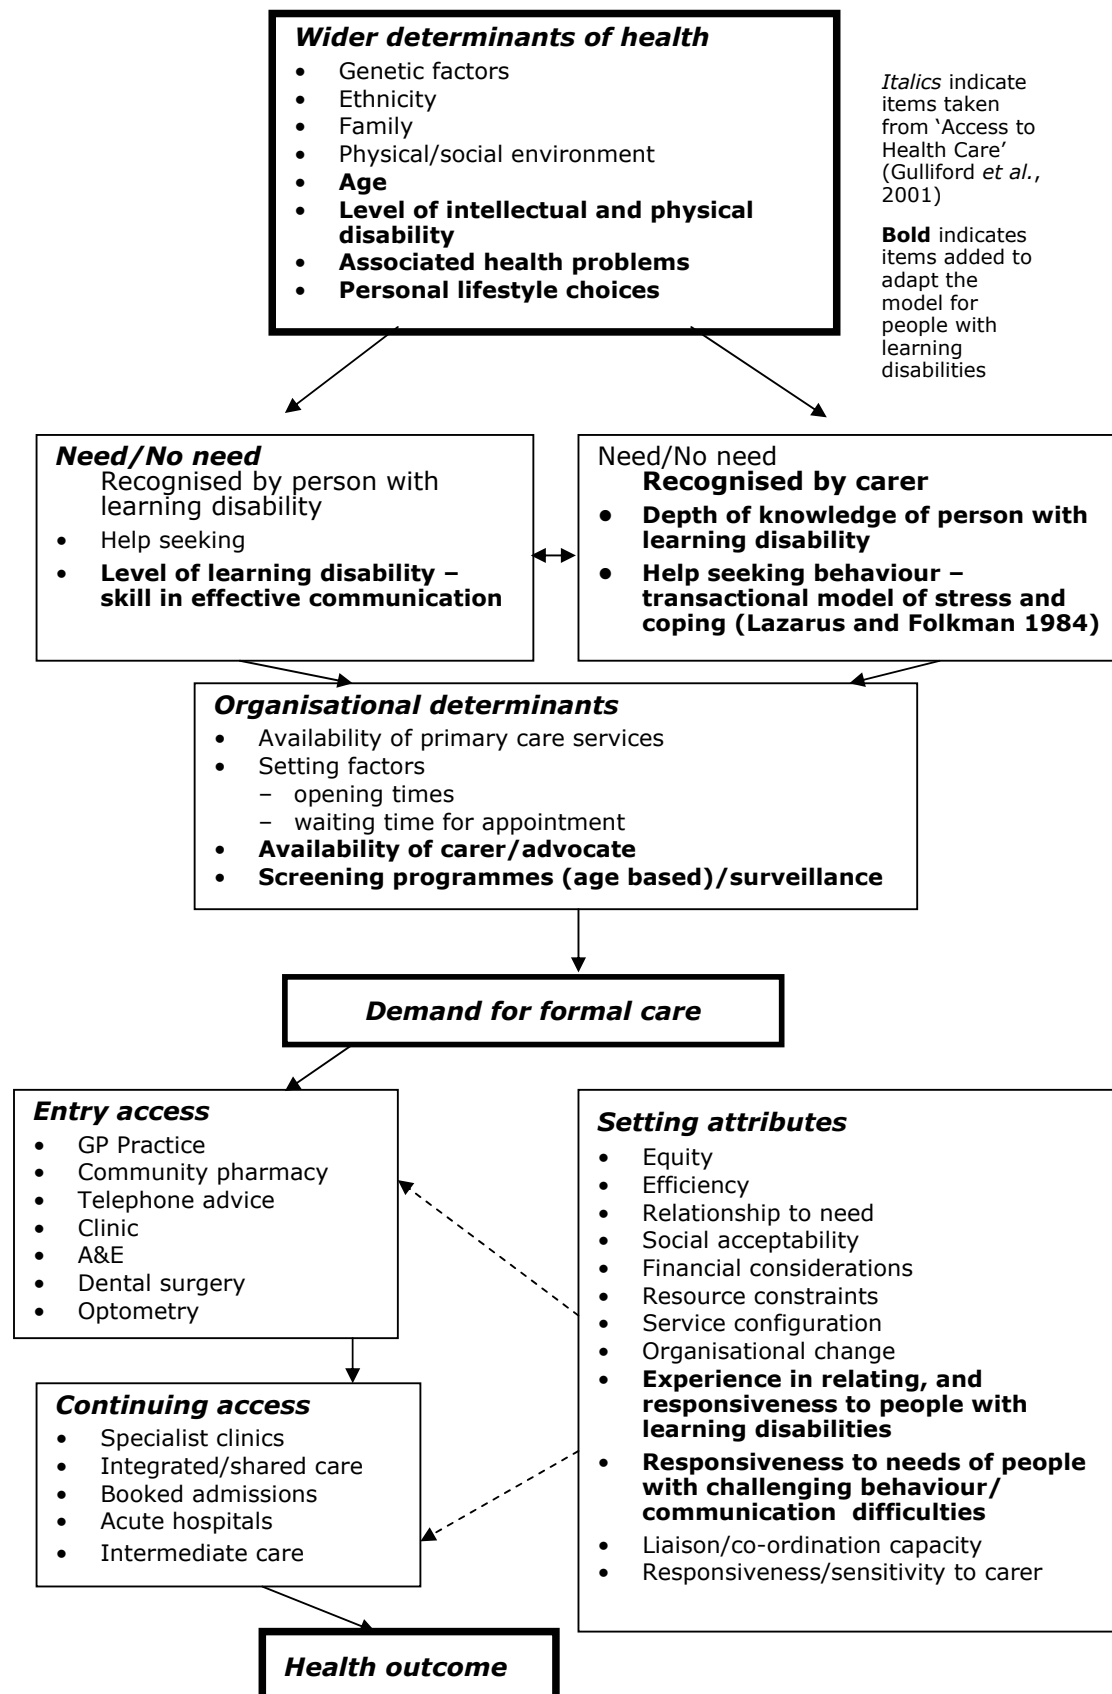 Wider determinants of health
• Genetic factors
• Ethnicity
• Family
• Physical/social environment
• Age
• Level of intellectual and physical
disability
• Associated health problems
• Personal lifestyle choices
Italics indicate
items taken
from ‘Access to
Health Care’
(Gulliford et al.,
2001)
Bold indicates
items added to
adapt the
model for
people with
learning
disabilities
Need/No need
Recognised by person with
learning disability
• Help seeking
• Level of learning disability –
skill in effective communication
Need/No need
Recognised by carer
• Depth of knowledge of person with
learning disability
• Help seeking behaviour –
transactional model of stress and
coping (Lazarus and Folkman 1984)
Organisational determinants
• Availability of primary care services
• Setting factors
– opening times
– waiting time for appointment
• Availability of carer/advocate
• Screening programmes (age based)/surveillance
Demand for formal care
Entry access
• GP Practice
• Community pharmacy
• Telephone advice
• Clinic
• A&E
• Dental surgery
• Optometry
Setting attributes
• Equity
• Efficiency
• Relationship to need
• Social acceptability
• Financial considerations
• Resource constraints
• Service configuration
• Organisational change
• Experience in relating, and
responsiveness to people with
learning disabilities
• Responsiveness to needs of people
with challenging behaviour/
communication difficulties
• Liaison/co-ordination capacity
• Responsiveness/sensitivity to carer
Continuing access
• Specialist clinics
• Integrated/shared care
• Booked admissions
• Acute hospitals
• Intermediate care
Health outcome